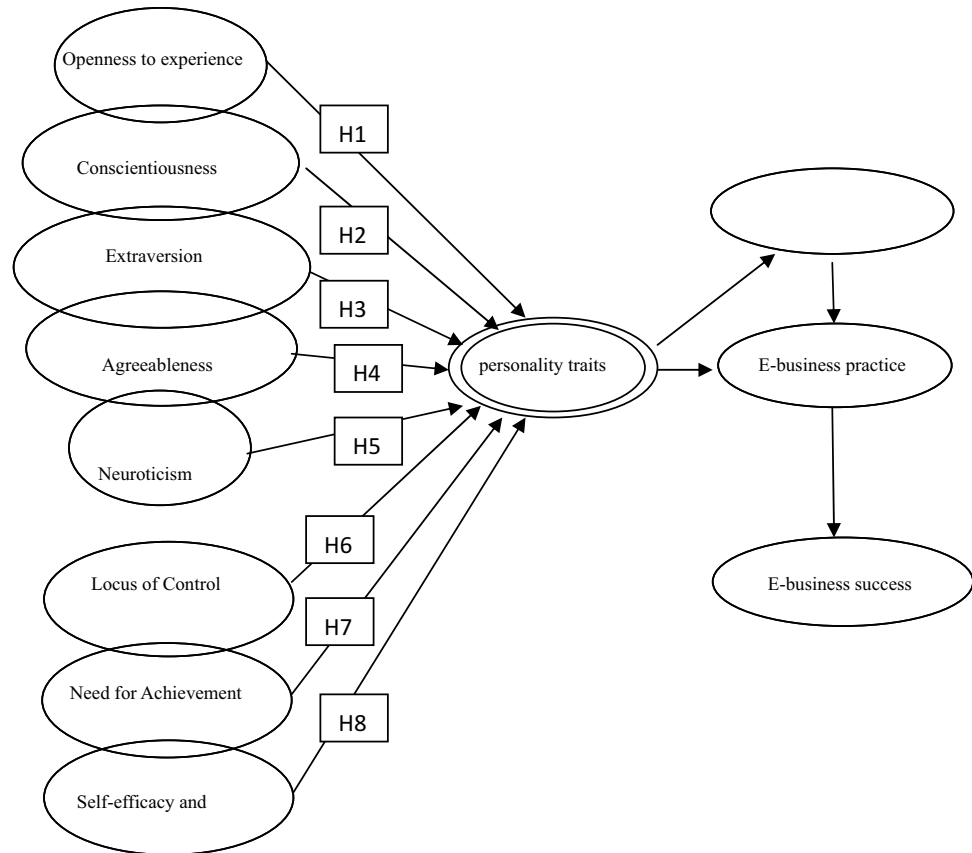 Openness to experience
H1
Conscientiousness
H2
Extraversion
H3
Agreeableness
H4
personality traits
E-business practice
H5
Neuroticism
H6
Locus of Control
E-business success
H7
Need for Achievement
H8
Self-efficacy and